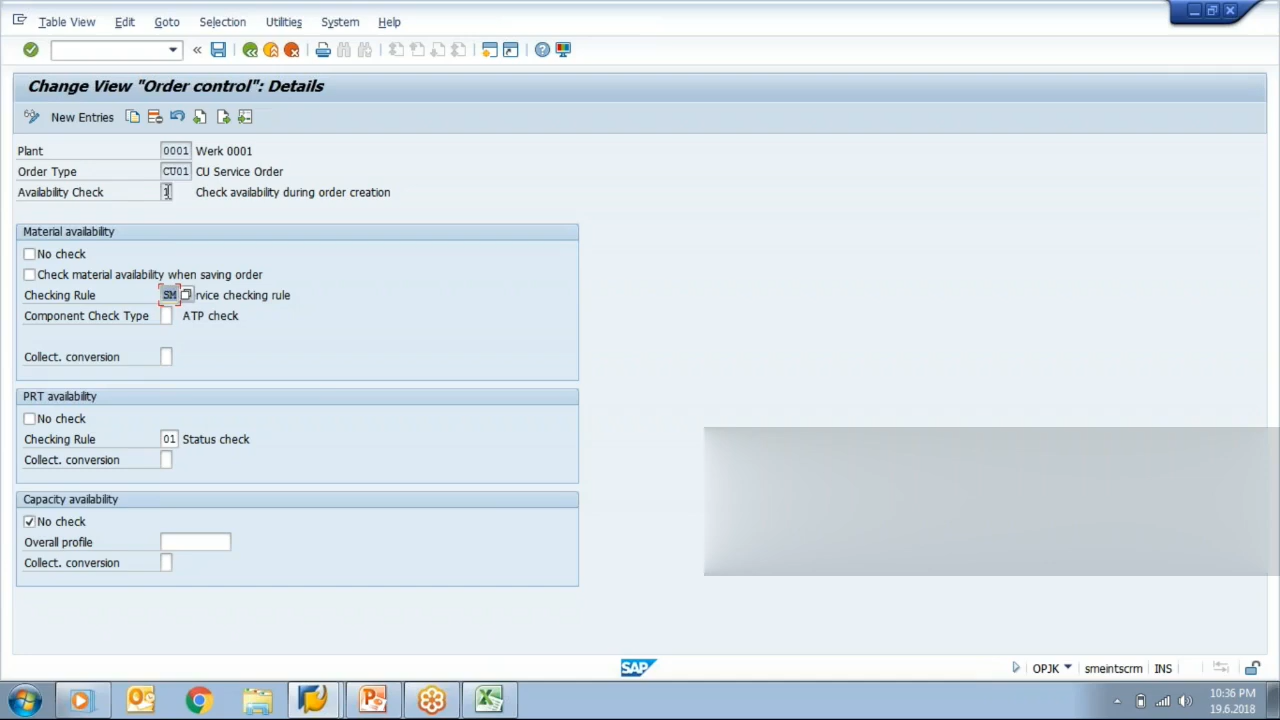 Table View Edit Goto Selection Utilities System Help
Change View "Order control": Details
New Entries
Plant 0001 Werk 0001
Order Type CU01 CU Service Order
Availability Check 1 Check availability during order creation
Material availability
No check
Check material availability when saving order
Checking Rule SM rvice checking rule
Component Check Type ATP check
Collect. conversion
PRT availability
No check
Checking Rule 01 Status check
Collect. conversion
Capacity availability
No check
Overall profile
Collect. conversion
SAP OPJK smeintscrm INS
10:36 PM
19.6.2018